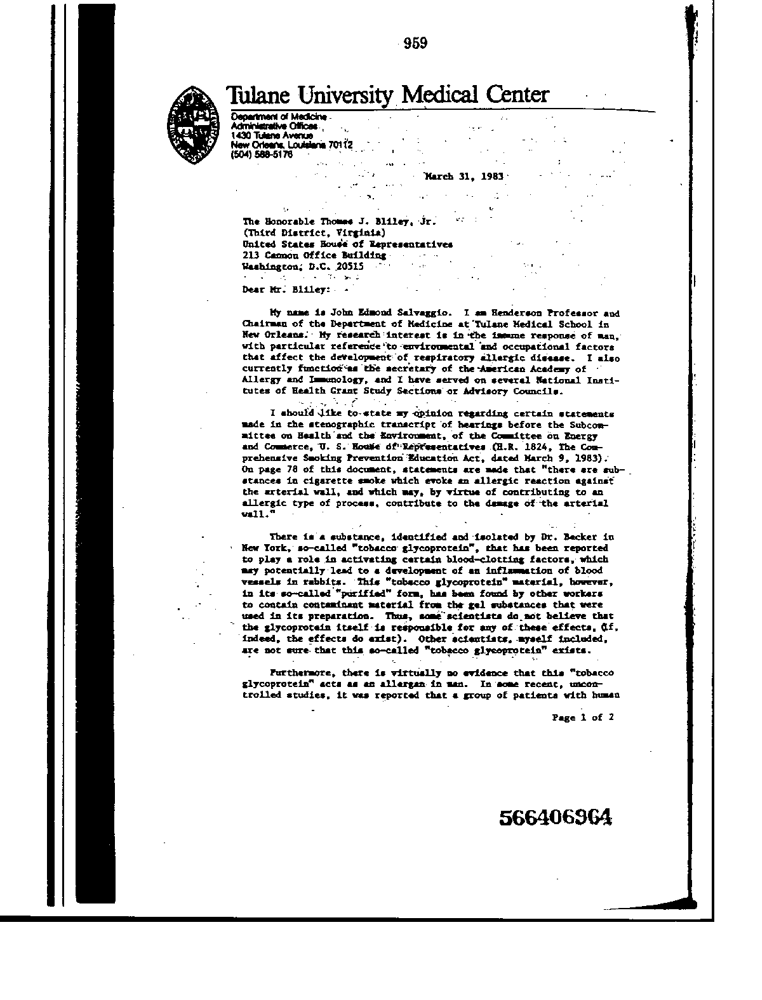 959
Tulane University Medical Center
Department of Medicine
Administrative Offices
1430 Tulane Avenue
New Orleans, Louisiana 70112
(504) 588-5176
March 31, 1983
The Honorable Thomas J. Bliley, Jr.
(Third District, Virginia)
United States House of Representatives
213 Cannon Office Building
Washington, D.C. 20515
Dear Mr. Bliley:
My name is John Edmond Salvaggio. I am Henderson Professor and
Chairman of the Department of Medicine at Tulane Medical School in
New Orleans. My research interest is in the immune response of man,
with particular reference to environmental and occupational factors
that affect the development of respiratory allergic disease. I also
currently function as the secretary of the American Academy of
Allergy and Immunology, and I have served on several National Insti-
tutes of Health Grant Study Sections or Advisory Councils.
I should like to state my opinion regarding certain statements
made in the stenographic transcript of hearings before the Subcom-
mittee on Health and the Environment, of the Committee on Energy
and Commerce, U. S. House of Representatives (H.R. 1824, The Com-
prehensive Smoking Prevention Education Act, dated March 9, 1983).
On page 78 of this document, statements are made that "there are sub-
stances in cigarette smoke which evoke an allergic reaction against
the arterial wall, and which may, by virtue of contributing to an
allergic type of process, contribute to the damage of the arterial
wall."
There is a substance, identified and isolated by Dr. Becker in
New York, so-called "tobacco glycoprotein", that has been reported
to play a role in activating certain blood-clotting factors, which
may potentially lead to a development of an inflammation of blood
vessels in rabbits. This "tobacco glycoprotein" material, however,
in its so-called "purified" form, has been found by other workers
to contain contaminant material from the gel substances that were
used in its preparation. Thus, some scientists do not believe that
the glycoprotein itself is responsible for any of these effects, (if,
indeed, the effects do exist). Other scientists, myself included,
are not sure that this so-called "tobacco glycoprotein" exists.
Furthermore, there is virtually no evidence that this "tobacco
glycoprotein" acts as an allergan in man. In some recent, uncon-
trolled studies, it was reported that a group of patients with human
Page 1 of 2
566406964